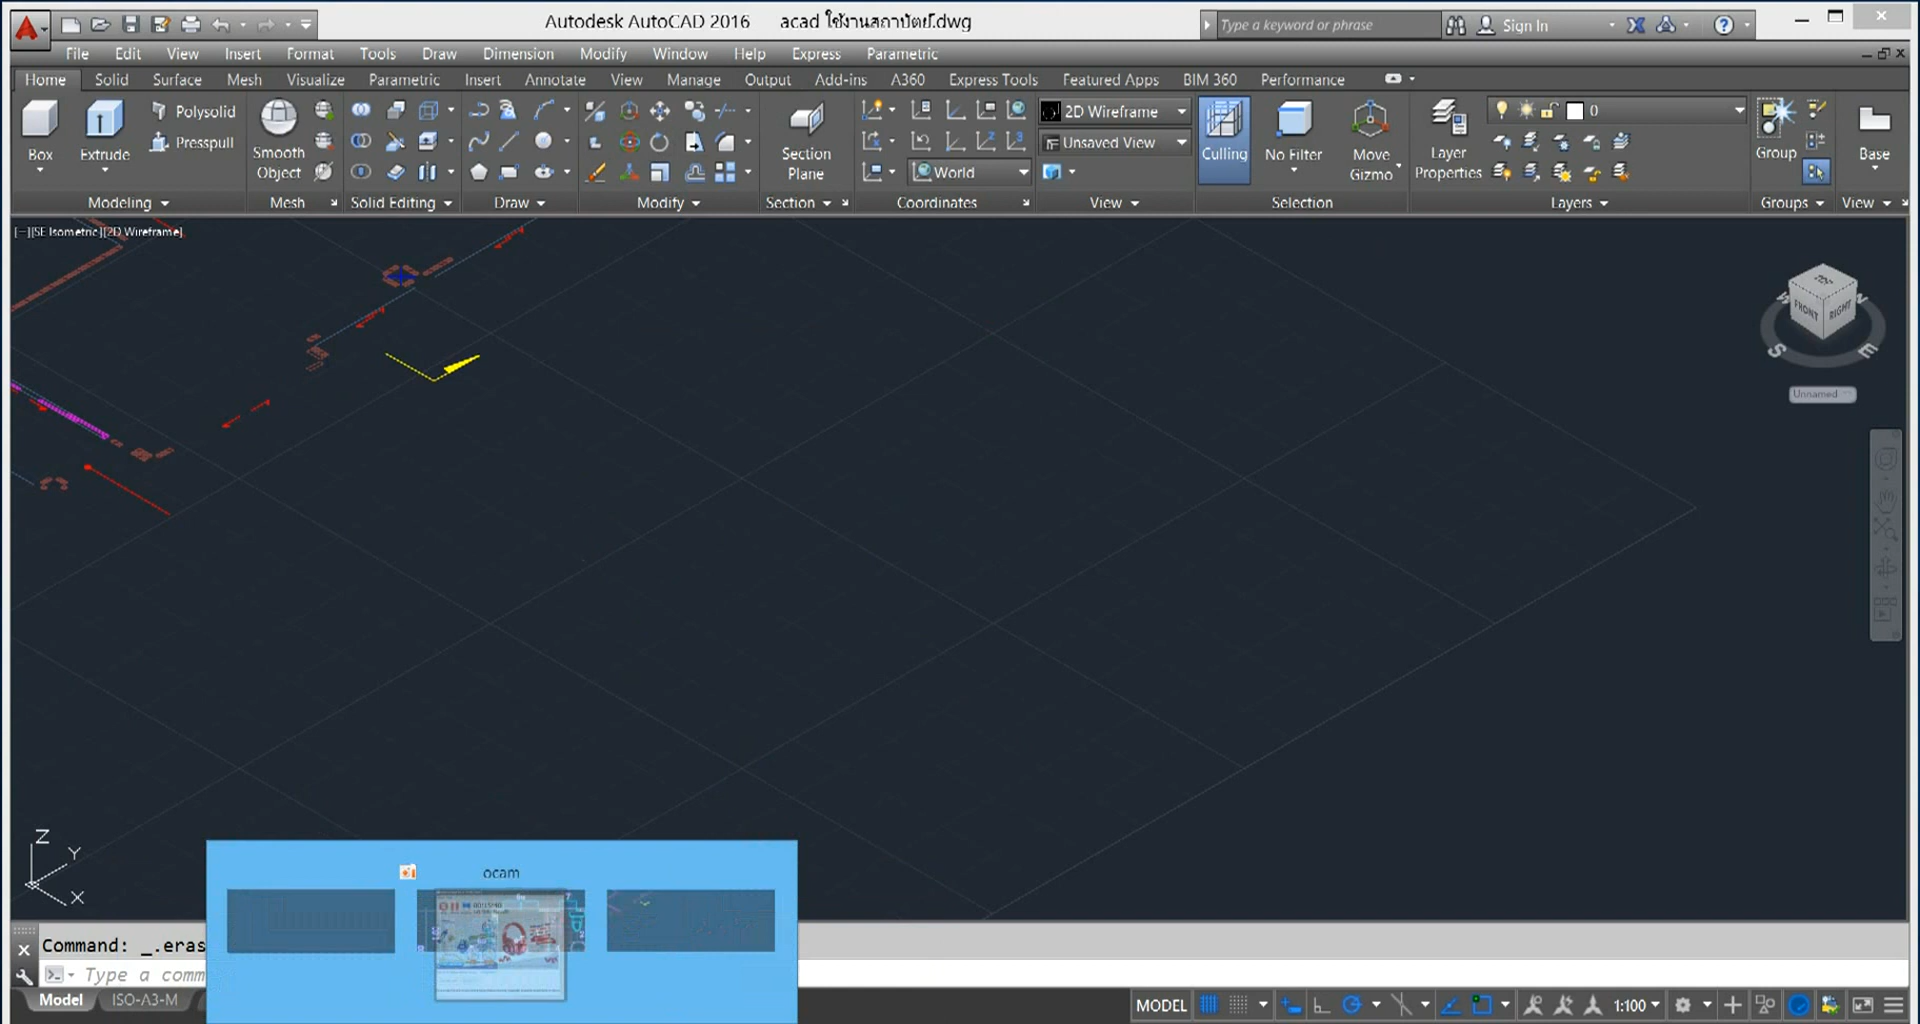 Autodesk AutoCAD 2016 acad ใช้งานสถาปัตย์.dwg
Type a keyword or phrase
Sign In
File Edit View Insert Format Tools Draw Dimension Modify Window Help Express Parametric
Home Solid Surface Mesh Visualize Parametric Insert Annotate View Manage Output Add-ins A360 Express Tools Featured Apps BIM 360 Performance
Box
Extrude
Polysolid
Presspull
Smooth Object
2D Wireframe
Unsaved View
World
Section Plane
Culling
No Filter
Move Gizmo
Layer Properties
0
Group
Base
Modeling Mesh Solid Editing Draw Modify Section Coordinates View Selection Layers Groups View
[–][SE Isometric][2D Wireframe]
TOP
FRONT
RIGHT
S
E
Unnamed
Z
Y
X
ocam
Command: _.eras
Type a comm
Model ISO-A3-M
MODEL
1:100